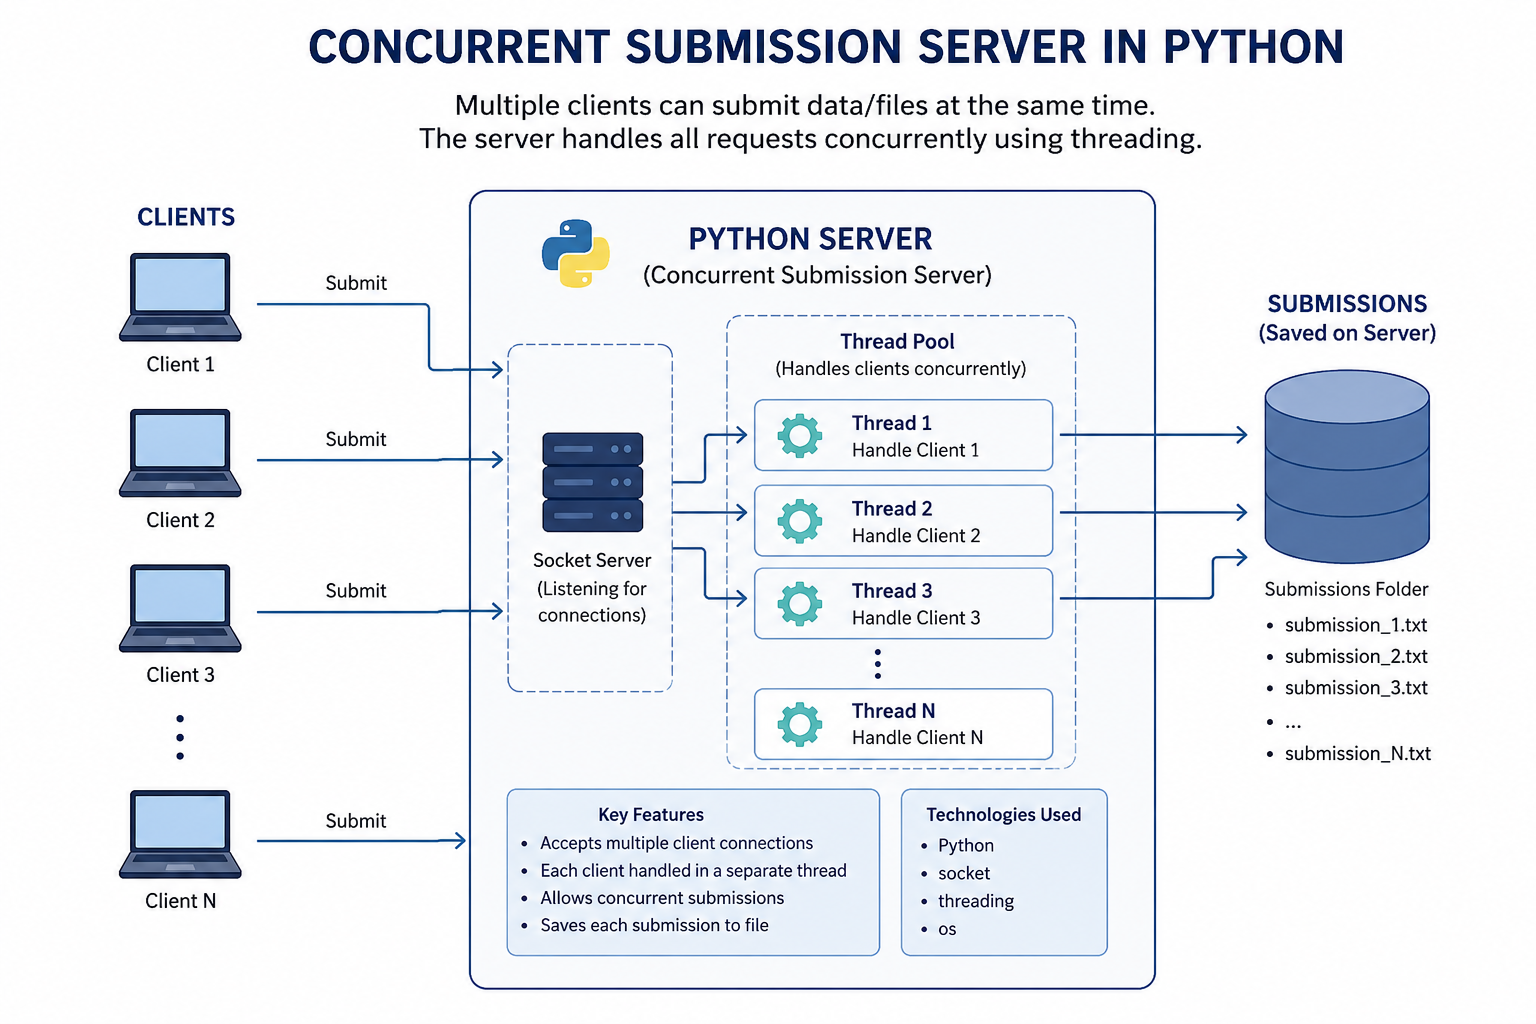 CONCURRENT SUBMISSION SERVER IN PYTHON
Multiple clients can submit data/files at the same time.
The server handles all requests concurrently using threading.
CLIENTS
Submit
Client 1
Submit
Client 2
Submit
Client 3
Submit
Client N
PYTHON SERVER
(Concurrent Submission Server)
Socket Server
(Listening for
connections)
Thread Pool
(Handles clients concurrently)
Thread 1
Handle Client 1
Thread 2
Handle Client 2
Thread 3
Handle Client 3
Thread N
Handle Client N
Key Features
• Accepts multiple client connections
• Each client handled in a separate thread
• Allows concurrent submissions
• Saves each submission to file
Technologies Used
• Python
• socket
• threading
• os
SUBMISSIONS
(Saved on Server)
Submissions Folder
• submission_1.txt
• submission_2.txt
• submission_3.txt
• ...
• submission_N.txt